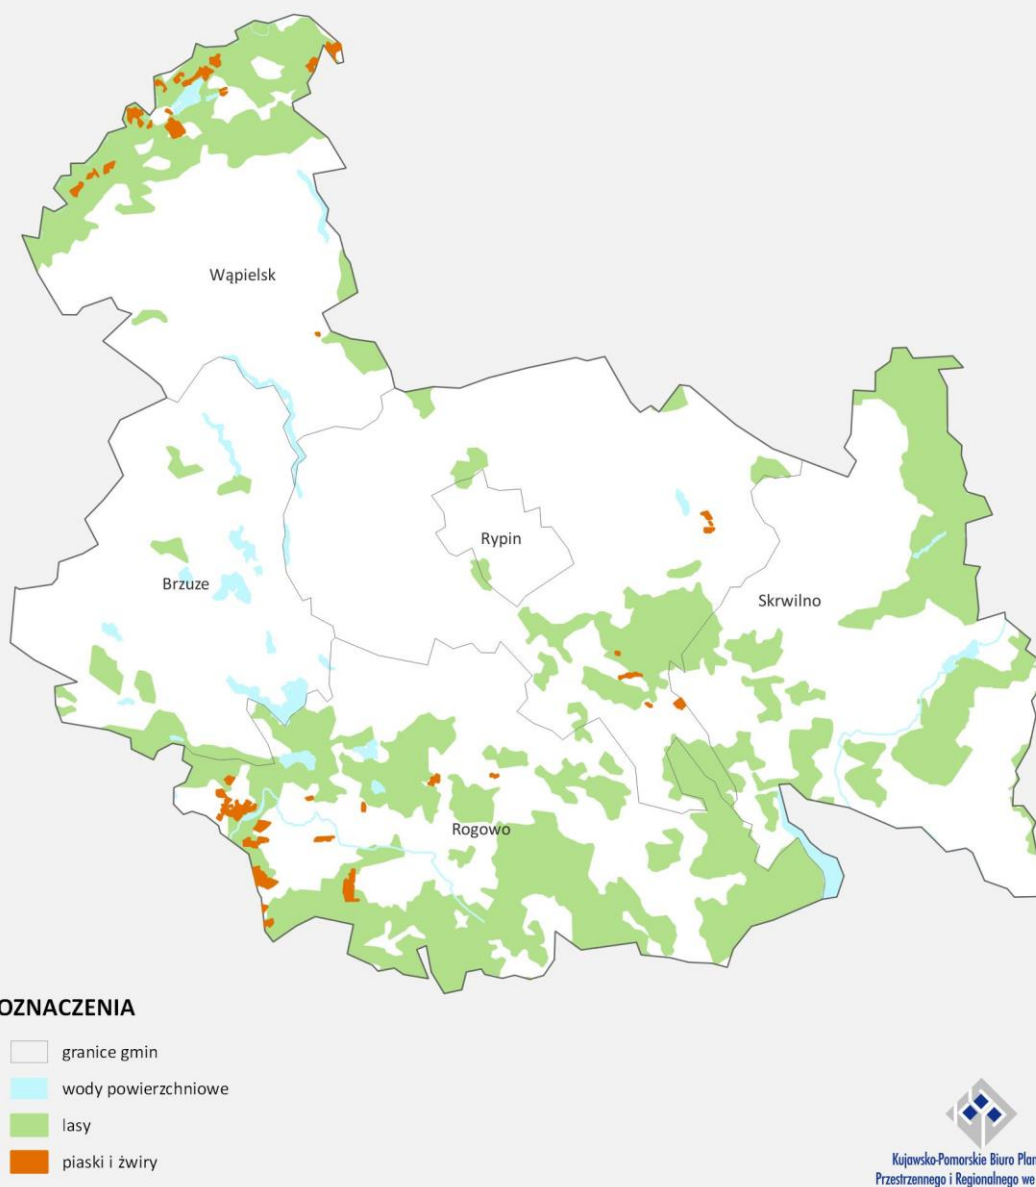 Wąpielsk
Rypin
Brzuze
Skrwilno
Rogowo
OZNACZENIA
granice gmin
wody powierzchniowe
lasy
piaski i żwiry
Kujawsko-Pomorskie Biuro Plan
Przestrzennego i Regionalnego we